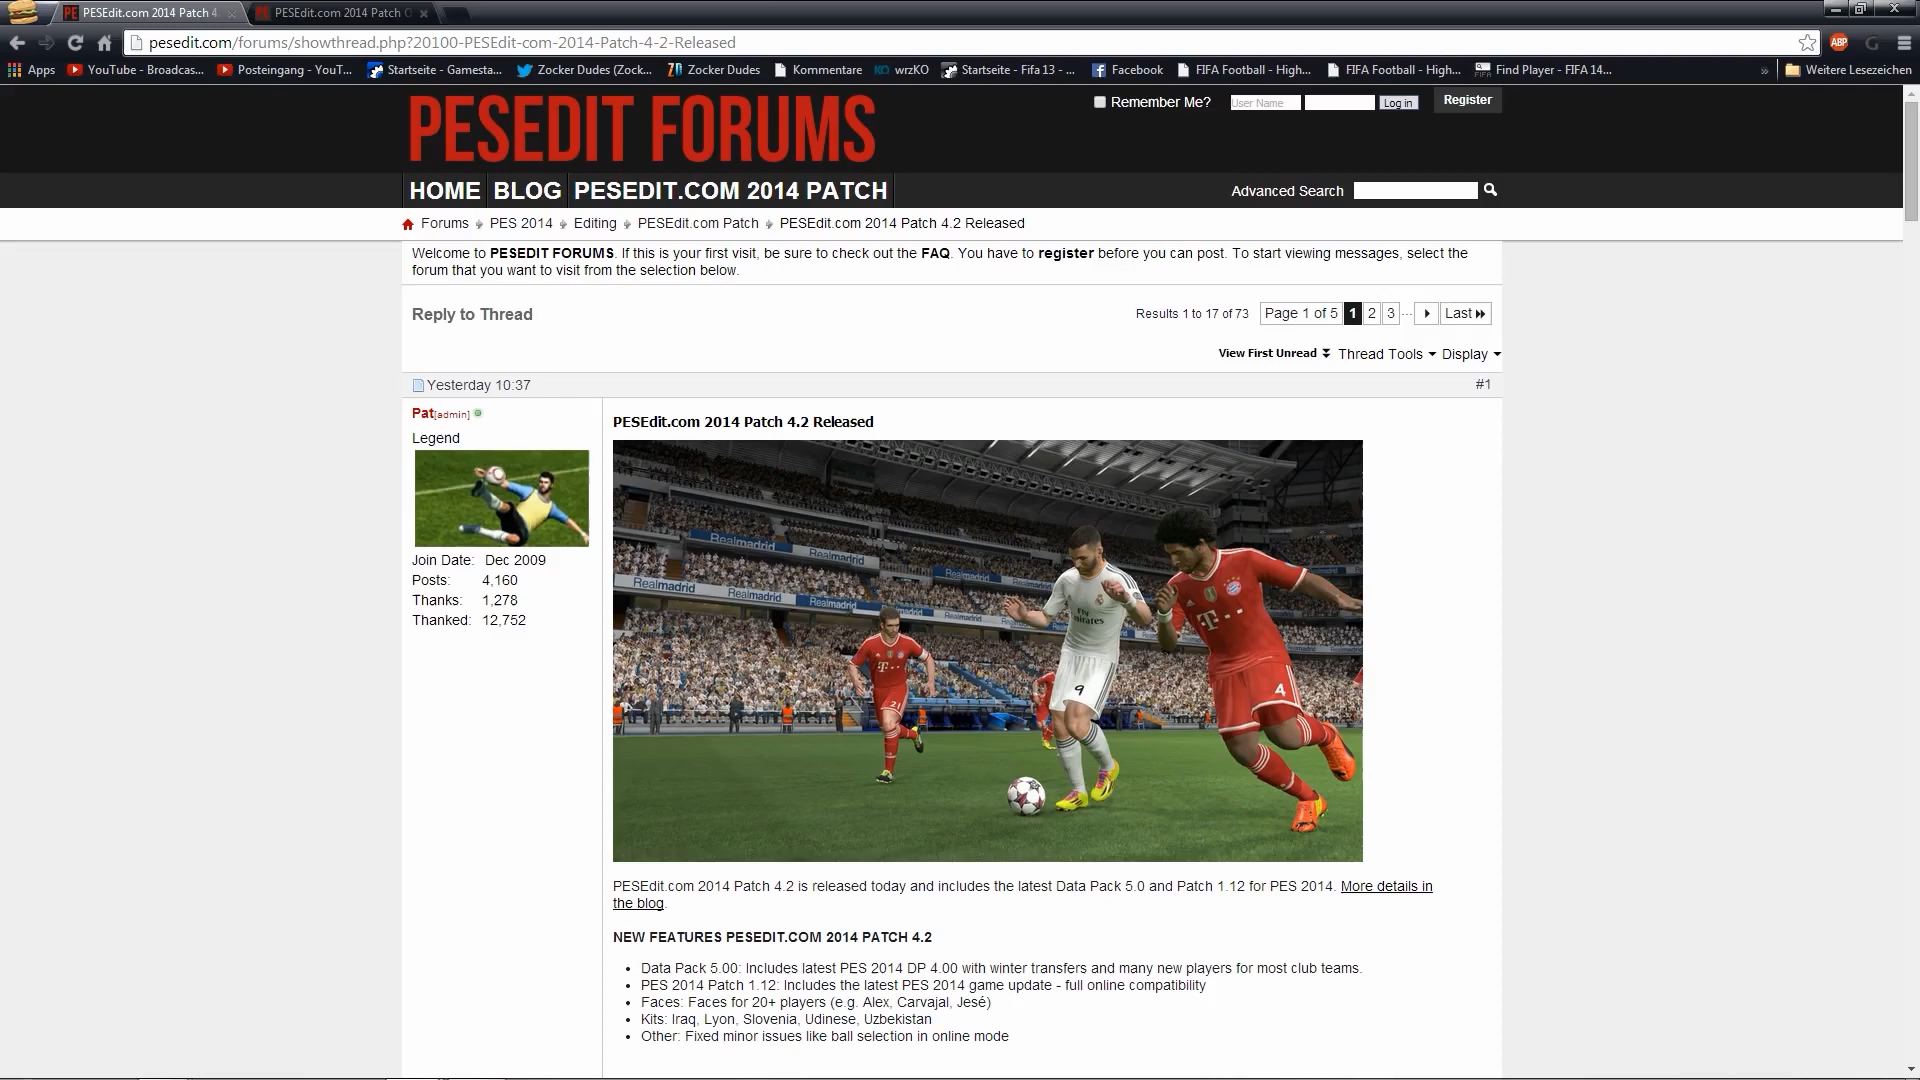 PESEdit.com 2014 Patch 4
PESEdit.com 2014 Patch
pesedit.com/forums/showthread.php?20100-PESEdit-com-2014-Patch-4-2-Released
ABP
Apps
YouTube - Broadcas...
Posteingang - YouT...
Startseite - Gamesta...
Zocker Dudes (Zock...
Zocker Dudes
Kommentare
wrzKO
Startseite - Fifa 13 - ...
Facebook
FIFA Football - High...
FIFA Football - High...
Find Player - FIFA 14...
»
Weitere Lesezeichen
PESEDIT FORUMS
Remember Me?
User Name
Log in
Register
HOME
BLOG
PESEDIT.COM 2014 PATCH
Advanced Search
Forums
PES 2014
Editing
PESEdit.com Patch
PESEdit.com 2014 Patch 4.2 Released
Welcome to PESEDIT FORUMS. If this is your first visit, be sure to check out the FAQ. You have to register before you can post. To start viewing messages, select the
forum that you want to visit from the selection below.
Reply to Thread
Results 1 to 17 of 73
Page 1 of 5
1
2
3
...
Last
View First Unread
Thread Tools
Display
Yesterday 10:37
#1
Pat[admin]
Legend
Join Date: Dec 2009
Posts: 4,160
Thanks: 1,278
Thanked: 12,752
PESEdit.com 2014 Patch 4.2 Released
Realmadrid
Realmadrid
Realmadrid
Realmadrid
Realmadrid
Realmadrid
Realmadrid
Fly
Emirates
T
T
9
21
4
PESEdit.com 2014 Patch 4.2 is released today and includes the latest Data Pack 5.0 and Patch 1.12 for PES 2014. More details in
the blog.
NEW FEATURES PESEDIT.COM 2014 PATCH 4.2
• Data Pack 5.00: Includes latest PES 2014 DP 4.00 with winter transfers and many new players for most club teams.
• PES 2014 Patch 1.12: Includes the latest PES 2014 game update - full online compatibility
• Faces: Faces for 20+ players (e.g. Alex, Carvajal, Jesé)
• Kits: Iraq, Lyon, Slovenia, Udinese, Uzbekistan
• Other: Fixed minor issues like ball selection in online mode